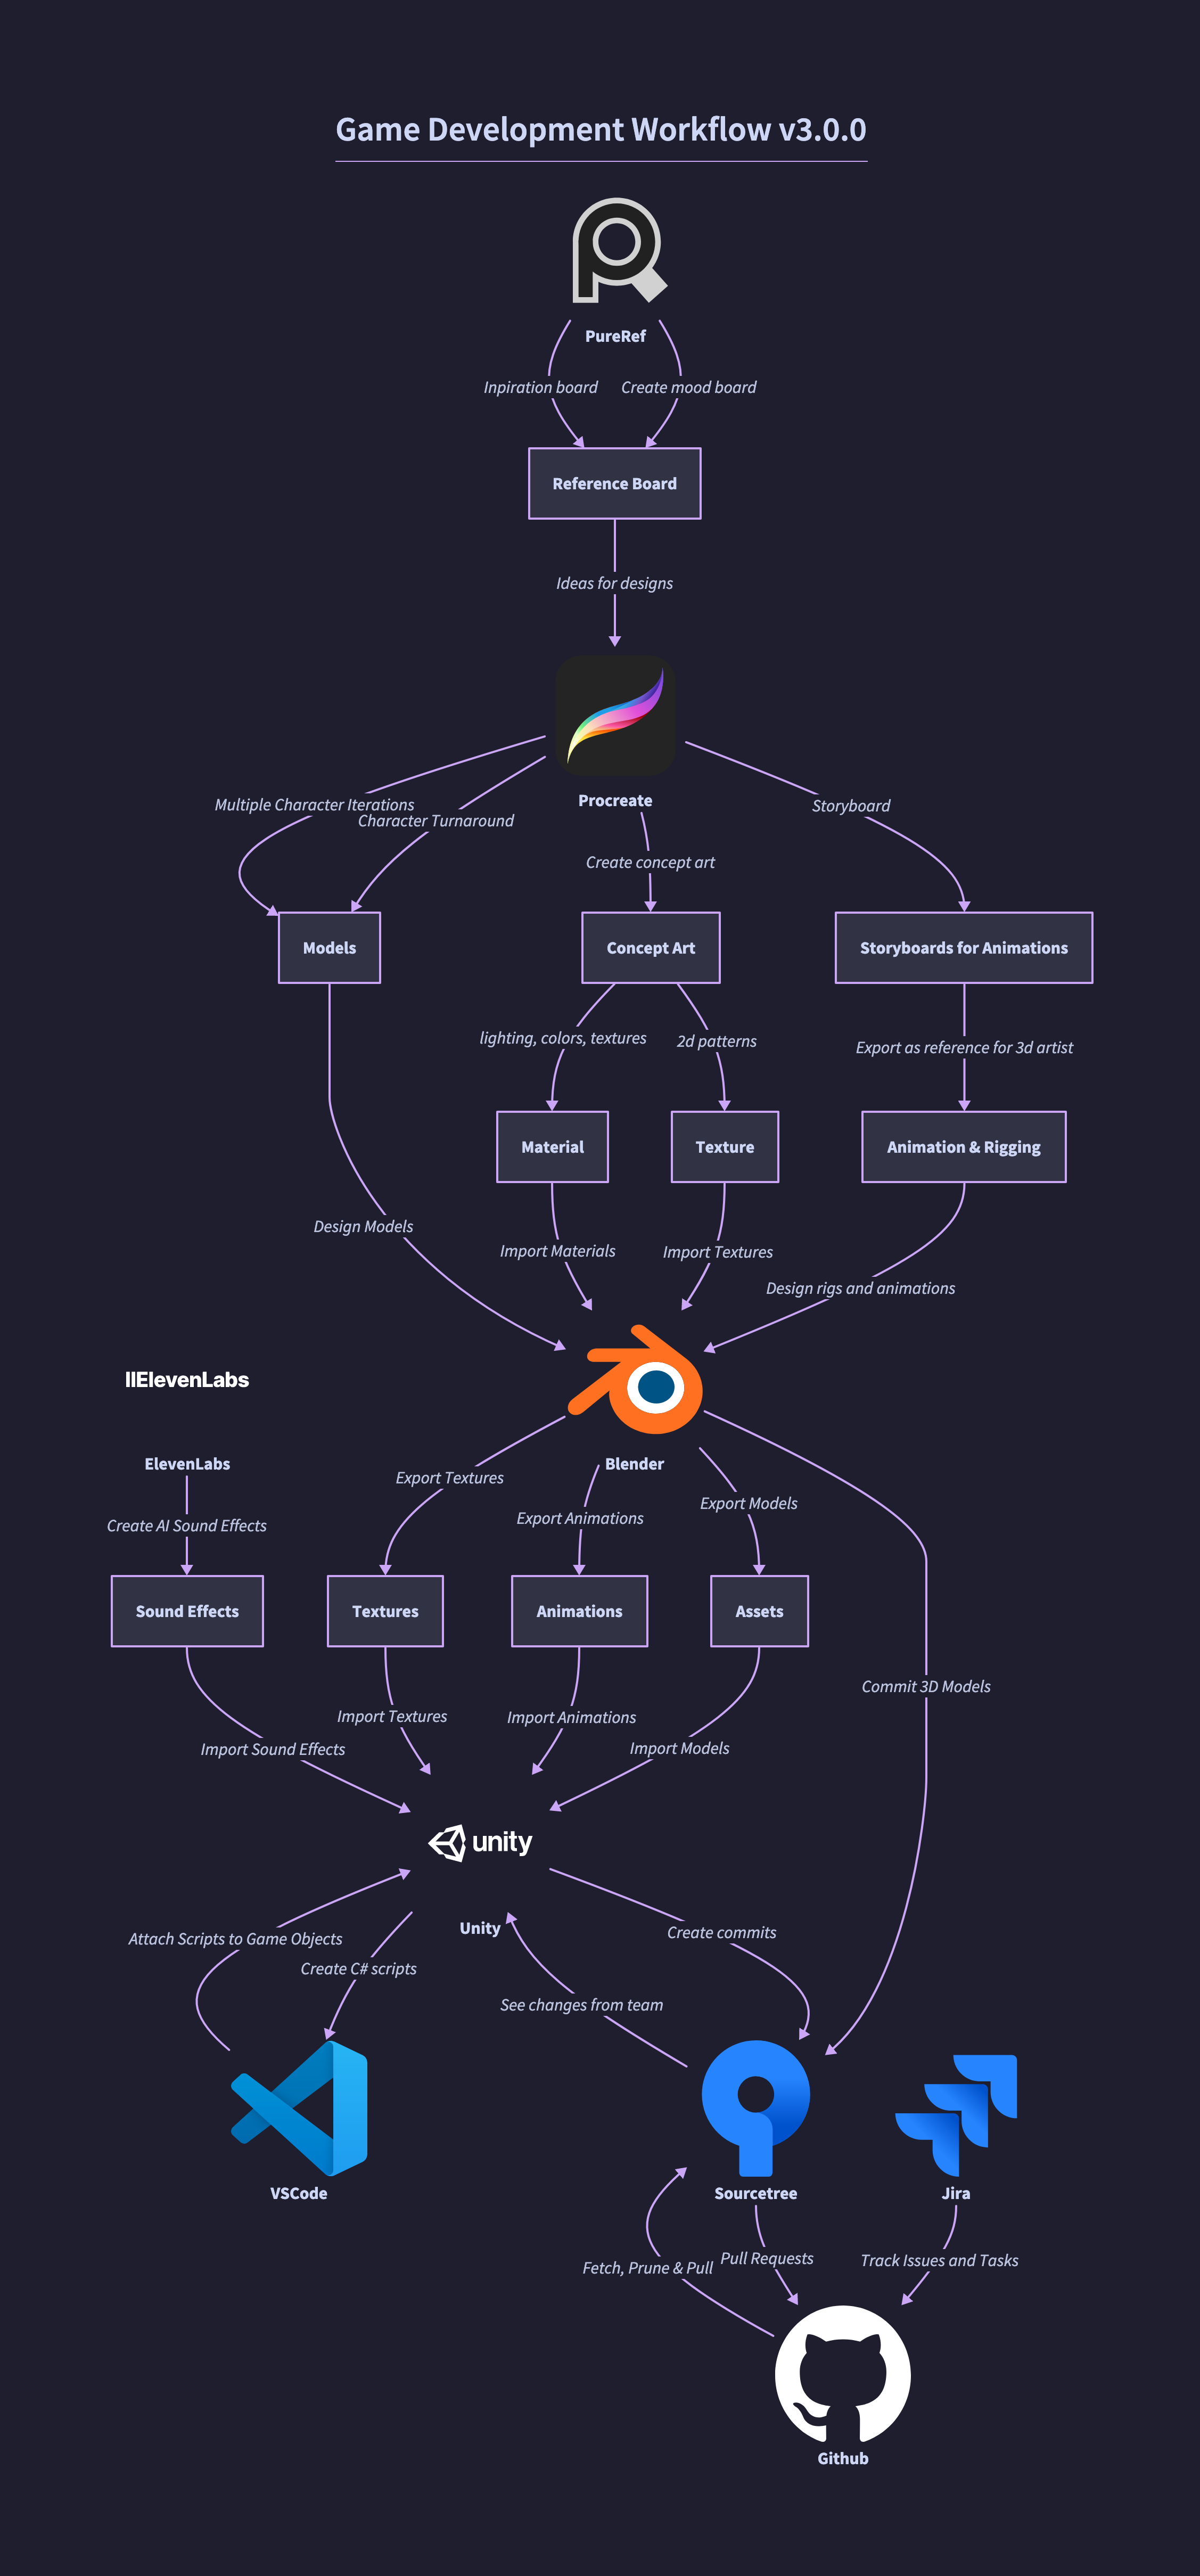 Game Development Workflow v3.0.0
PureRef
Inpiration board
Create mood board
Reference Board
Ideas for designs
Procreate
Multiple Character Iterations
Character Turnaround
Storyboard
Create concept art
Models
Concept Art
Storyboards for Animations
lighting, colors, textures
2d patterns
Export as reference for 3d artist
Material
Texture
Animation & Rigging
Design Models
Import Materials
Import Textures
Design rigs and animations
IIElevenLabs
ElevenLabs
Blender
Export Textures
Export Animations
Export Models
Create AI Sound Effects
Sound Effects
Textures
Animations
Assets
Commit 3D Models
Import Textures
Import Animations
Import Sound Effects
Import Models
unity
Unity
Attach Scripts to Game Objects
Create commits
Create C# scripts
See changes from team
VSCode
Sourcetree
Jira
Fetch, Prune & Pull
Pull Requests
Track Issues and Tasks
Github